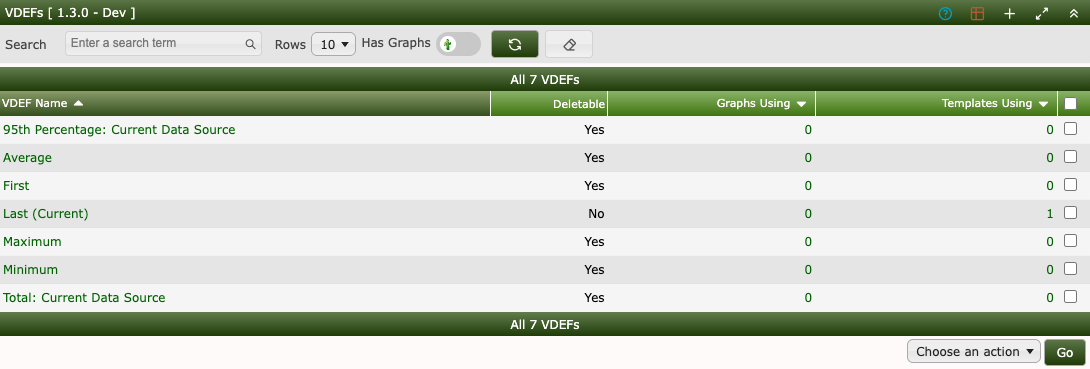 VDEFs [ 1.3.0 - Dev ]
Search Enter a search term Rows 10 Has Graphs
All 7 VDEFs
VDEF Name Deletable Graphs Using Templates Using
95th Percentage: Current Data Source Yes 0 0
Average Yes 0 0
First Yes 0 0
Last (Current) No 0 1
Maximum Yes 0 0
Minimum Yes 0 0
Total: Current Data Source Yes 0 0
All 7 VDEFs
Choose an action Go